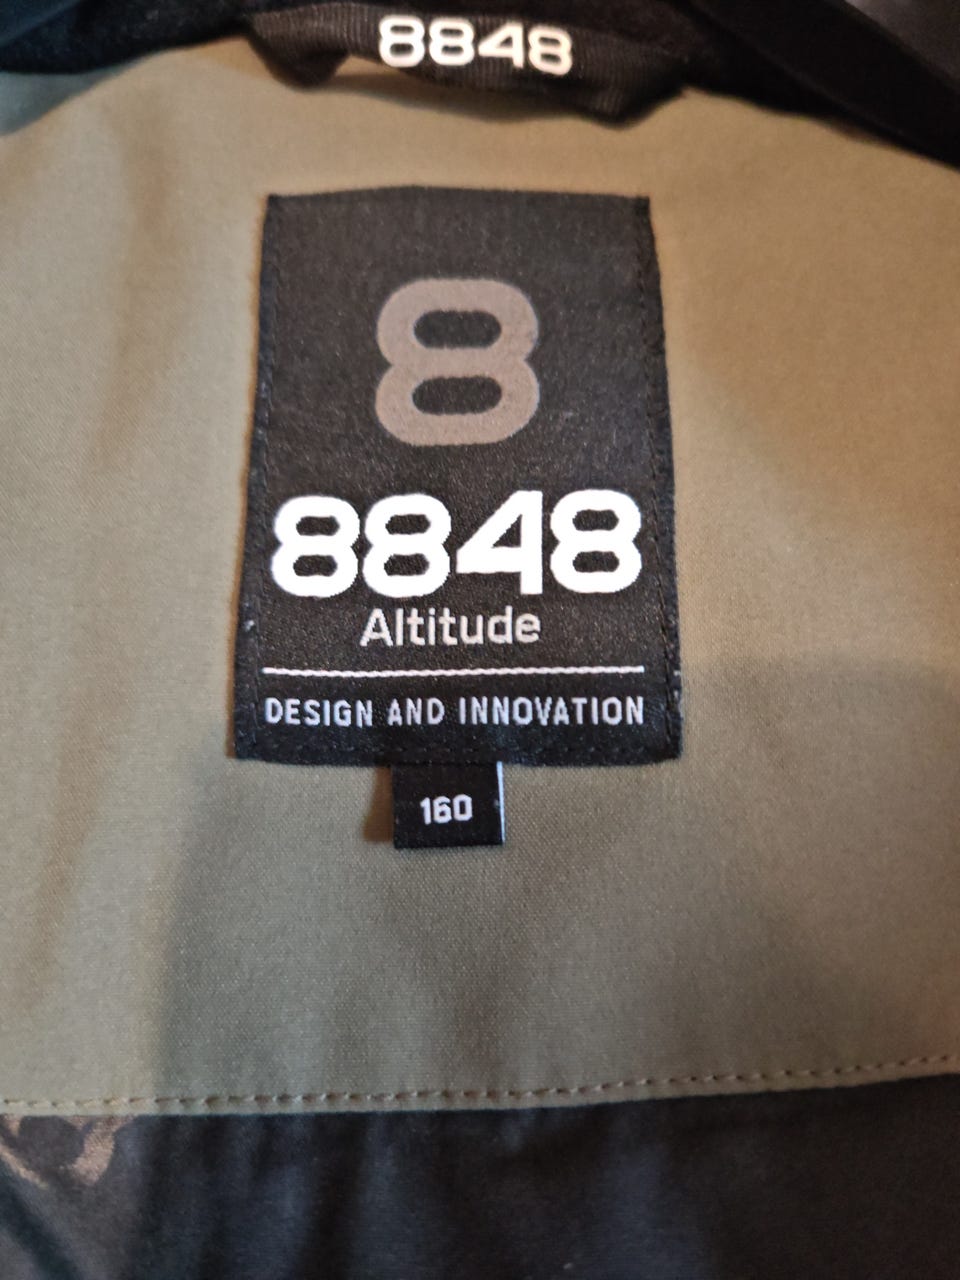 8848
8
8848
Altitude
DESIGN AND INNOVATION
160